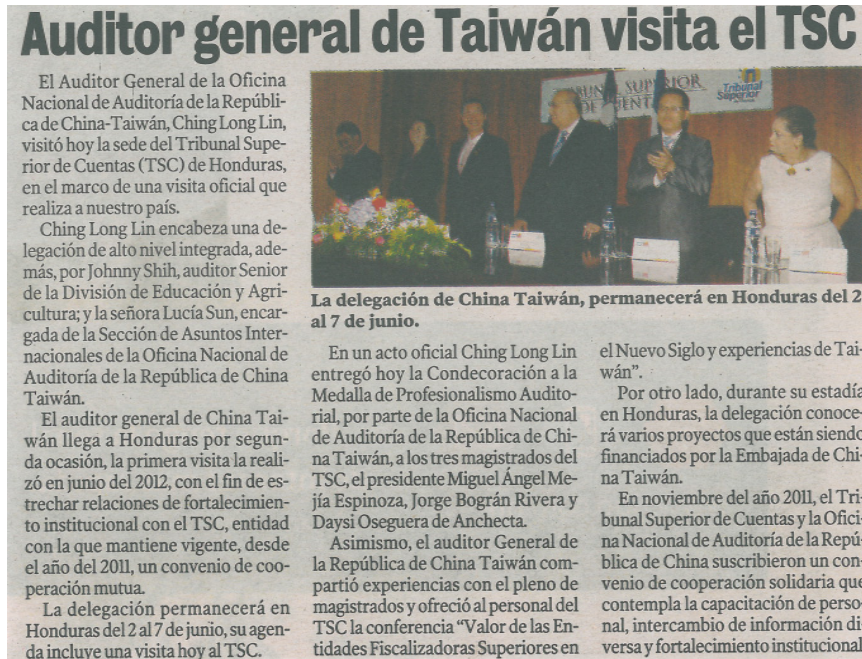 Auditor general de Taiwán visita el TSC
El Auditor General de la Oficina
Nacional de Auditoría de la Repúbli-
ca de China-Taiwán, Ching Long Lin,
visitó hoy la sede del Tribunal Supe-
rior de Cuentas (TSC) de Honduras,
en el marco de una visita oficial que
realiza a nuestro país.
Ching Long Lin encabeza una de-
legación de alto nivel integrada, ade-
más, por Johnny Shih, auditor Senior
de la División de Educación y Agri-
cultura; y la señora Lucía Sun, encar-
gada de la Sección de Asuntos Inter-
nacionales de la Oficina Nacional de
Auditoría de la República de China
Taiwán.
El auditor general de China Tai-
wán llega a Honduras por segun-
da ocasión, la primera visita la reali-
zó en junio del 2012, con el fin de es-
trechar relaciones de fortalecimien-
to institucional con el TSC, entidad
con la que mantiene vigente, desde
el año del 2011, un convenio de coo-
peración mutua.
La delegación permanecerá en
Honduras del 2 al 7 de junio, su agen-
da incluye una visita hoy al TSC.
TRIBUNAL SUPERIOR
DE CUENTA
Tribunal
Superior
La delegación de China Taiwán, permanecerá en Honduras del 2
al 7 de junio.
En un acto oficial Ching Long Lin
entregó hoy la Condecoración a la
Medalla de Profesionalismo Audito-
rial, por parte de la Oficina Nacional
de Auditoría de la República de Chi-
na Taiwán, a los tres magistrados del
TSC, el presidente Miguel Ángel Me-
jía Espinoza, Jorge Bográn Rivera y
Daysi Oseguera de Anchecta.
Asimismo, el auditor General de
la República de China Taiwán com-
partió experiencias con el pleno de
magistrados y ofreció al personal del
TSC la conferencia “Valor de las En-
tidades Fiscalizadoras Superiores en
el Nuevo Siglo y experiencias de Tai-
wán”.
Por otro lado, durante su estadía
en Honduras, la delegación conoce-
rá varios proyectos que están siendo
financiados por la Embajada de Chi-
na Taiwán.
En noviembre del año 2011, el Tri-
bunal Superior de Cuentas y la Ofici-
na Nacional de Auditoría de la Repú-
blica de China suscribieron un con-
venio de cooperación solidaria que
contempla la capacitación de perso-
nal, intercambio de información di-
versa y fortalecimiento institucional.